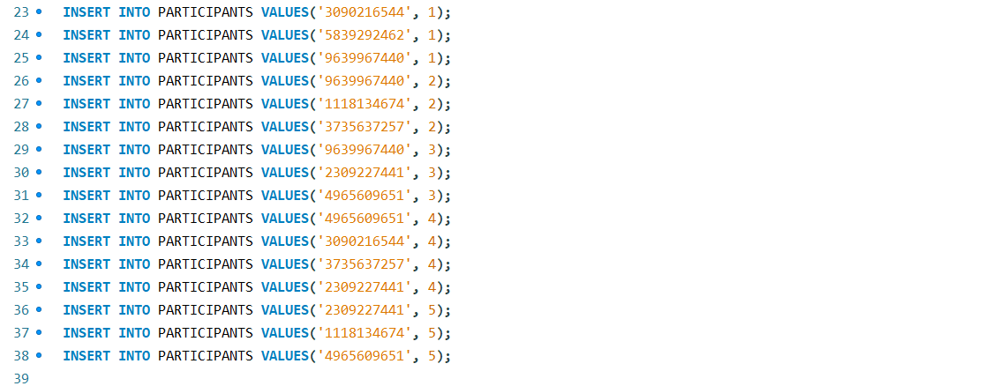 23 INSERT INTO PARTICIPANTS VALUES('3090216544', 1);
24 INSERT INTO PARTICIPANTS VALUES('5839292462', 1);
25 INSERT INTO PARTICIPANTS VALUES('9639967440', 1);
26 INSERT INTO PARTICIPANTS VALUES('9639967440', 2);
27 INSERT INTO PARTICIPANTS VALUES('1118134674', 2);
28 INSERT INTO PARTICIPANTS VALUES('3735637257', 2);
29 INSERT INTO PARTICIPANTS VALUES('9639967440', 3);
30 INSERT INTO PARTICIPANTS VALUES('2309227441', 3);
31 INSERT INTO PARTICIPANTS VALUES('4965609651', 3);
32 INSERT INTO PARTICIPANTS VALUES('4965609651', 4);
33 INSERT INTO PARTICIPANTS VALUES('3090216544', 4);
34 INSERT INTO PARTICIPANTS VALUES('3735637257', 4);
35 INSERT INTO PARTICIPANTS VALUES('2309227441', 4);
36 INSERT INTO PARTICIPANTS VALUES('2309227441', 5);
37 INSERT INTO PARTICIPANTS VALUES('1118134674', 5);
38 INSERT INTO PARTICIPANTS VALUES('4965609651', 5);
39